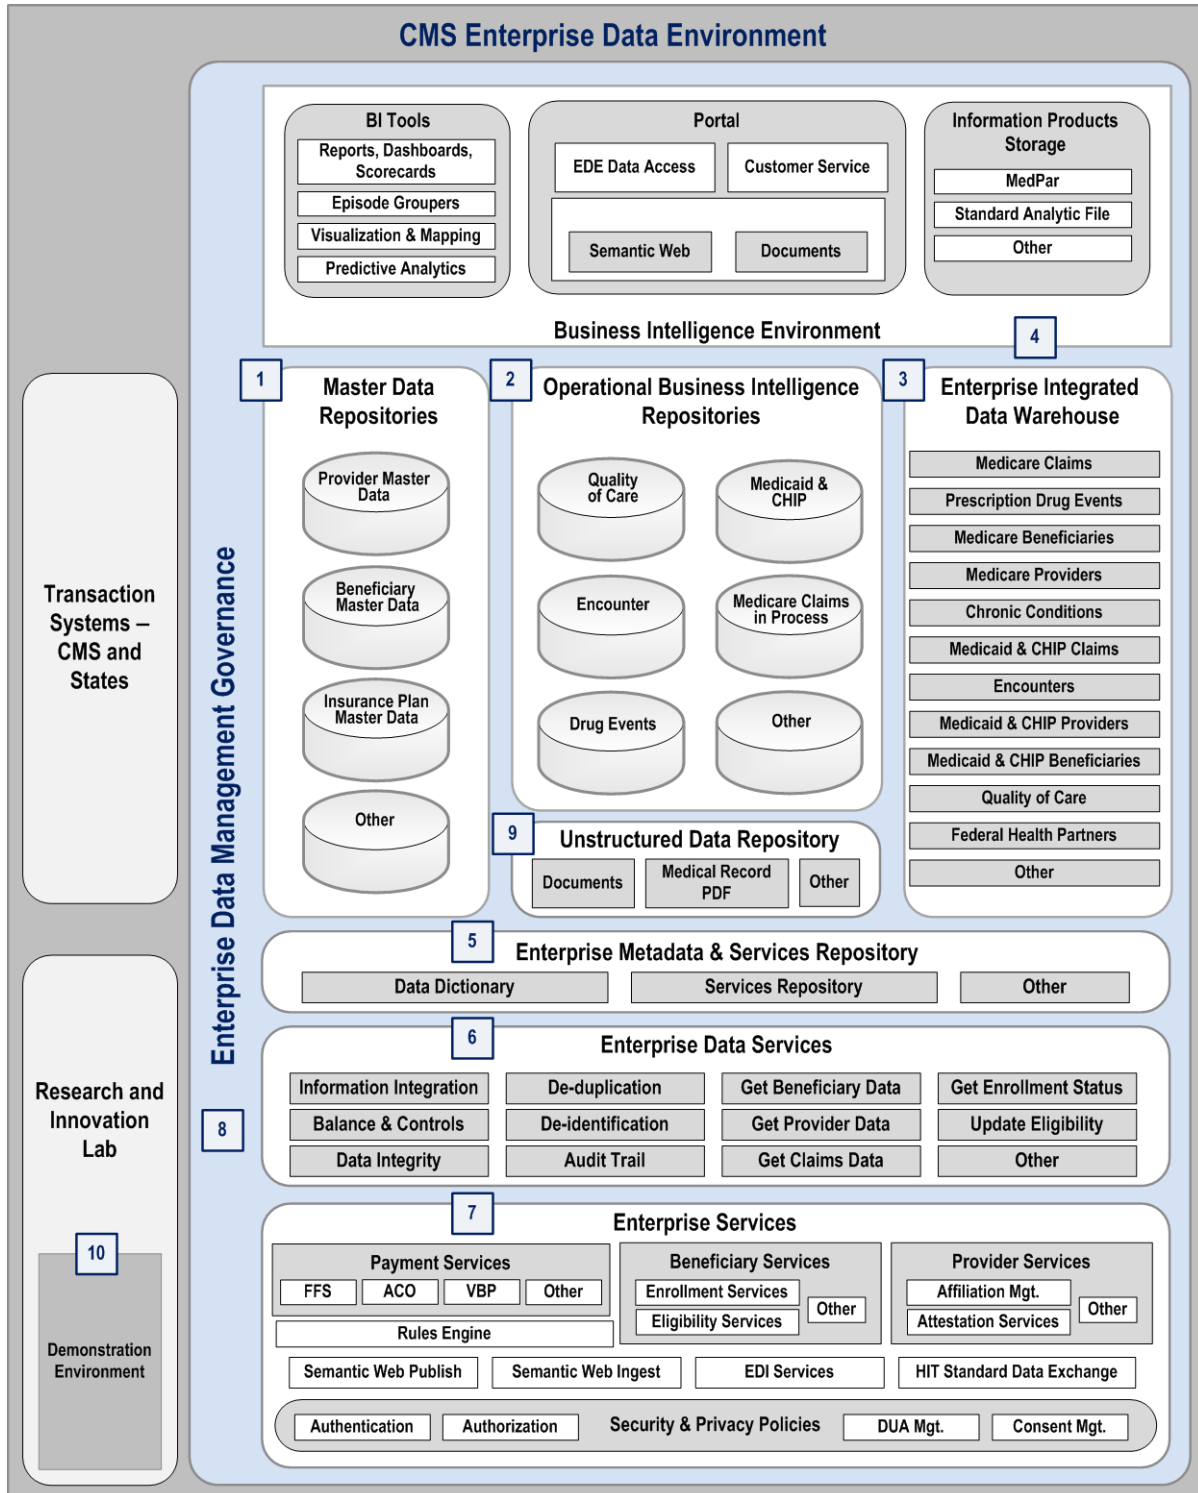 CMS Enterprise Data Environment
BI Tools
Reports, Dashboards,
Scorecards
Episode Groupers
Visualization & Mapping
Predictive Analytics
Portal
EDE Data Access
Customer Service
Semantic Web
Documents
Information Products
Storage
MedPar
Standard Analytic File
Other
Business Intelligence Environment
4
1
Master Data
Repositories
Provider Master
Data
Beneficiary
Master Data
Insurance Plan
Master Data
Other
2
Operational Business Intelligence
Repositories
Quality
of Care
Medicaid &
CHIP
Encounter
Medicare Claims
in Process
Drug Events
Other
3
Enterprise Integrated
Data Warehouse
Medicare Claims
Prescription Drug Events
Medicare Beneficiaries
Medicare Providers
Chronic Conditions
Medicaid & CHIP Claims
Encounters
Medicaid & CHIP Providers
Medicaid & CHIP Beneficiaries
Quality of Care
Federal Health Partners
Other
9
Unstructured Data Repository
Documents
Medical Record
PDF
Other
Transaction
Systems –
CMS and
States
Enterprise Data Management Governance
8
5
Enterprise Metadata & Services Repository
Data Dictionary
Services Repository
Other
6
Enterprise Data Services
Information Integration
De-duplication
Get Beneficiary Data
Get Enrollment Status
Balance & Controls
De-identification
Get Provider Data
Update Eligibility
Data Integrity
Audit Trail
Get Claims Data
Other
Research and
Innovation
Lab
10
Demonstration
Environment
7
Enterprise Services
Payment Services
FFS
ACO
VBP
Other
Rules Engine
Beneficiary Services
Enrollment Services
Eligibility Services
Other
Provider Services
Affiliation Mgt.
Attestation Services
Other
Semantic Web Publish
Semantic Web Ingest
EDI Services
HIT Standard Data Exchange
Authentication
Authorization
Security & Privacy Policies
DUA Mgt.
Consent Mgt.